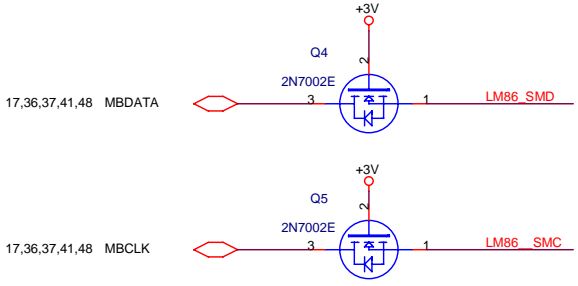 +3V
2
Q4
2N7002E
17,36,37,41,48 MBDATA 3 1 LM86_SMD
+3V
2
Q5
2N7002E
17,36,37,41,48 MBCLK 3 1 LM86__SMC